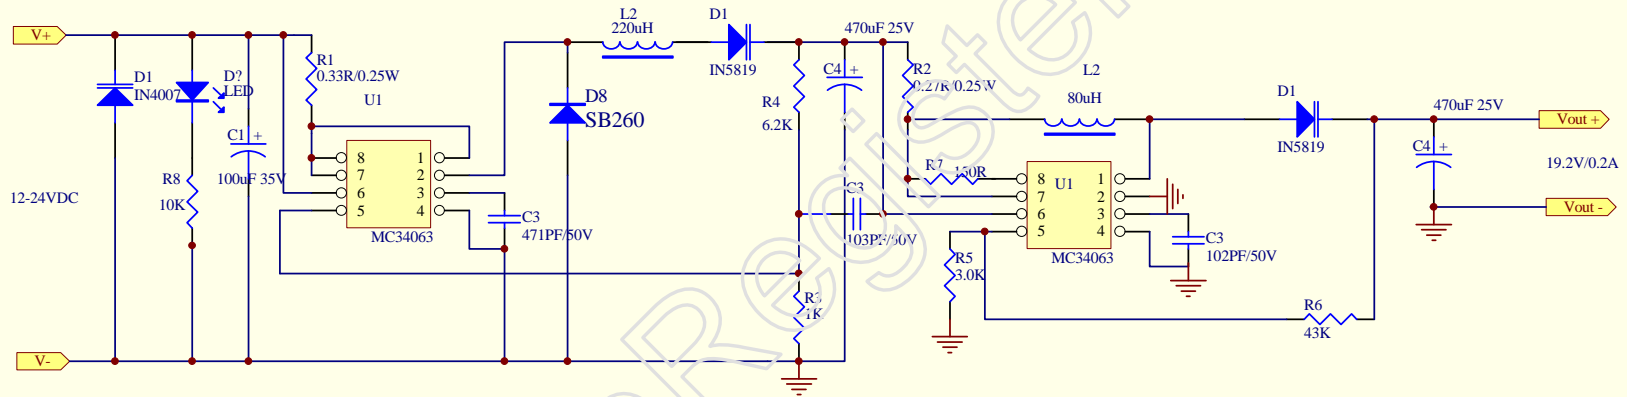 V+
12-24VDC
V-
D1
IN4007
D?
LED
R8
10K
C1
+
100uF 35V
R1
0.33R/0.25W
U1
8
7
6
5
1
2
3
4
MC34063
C3
471PF/50V
D8
SB260
L2
220uH
D1
IN5819
R4
6.2K
R3
1K
470uF 25V
C4
+
C3
103PF/50V
R2
0.27R/0.25W
R7
150R
R5
3.0K
U1
8
7
6
5
1
2
3
4
MC34063
L2
80uH
C3
102PF/50V
R6
43K
D1
IN5819
470uF 25V
C4
+
Vout +
19.2V/0.2A
Vout -